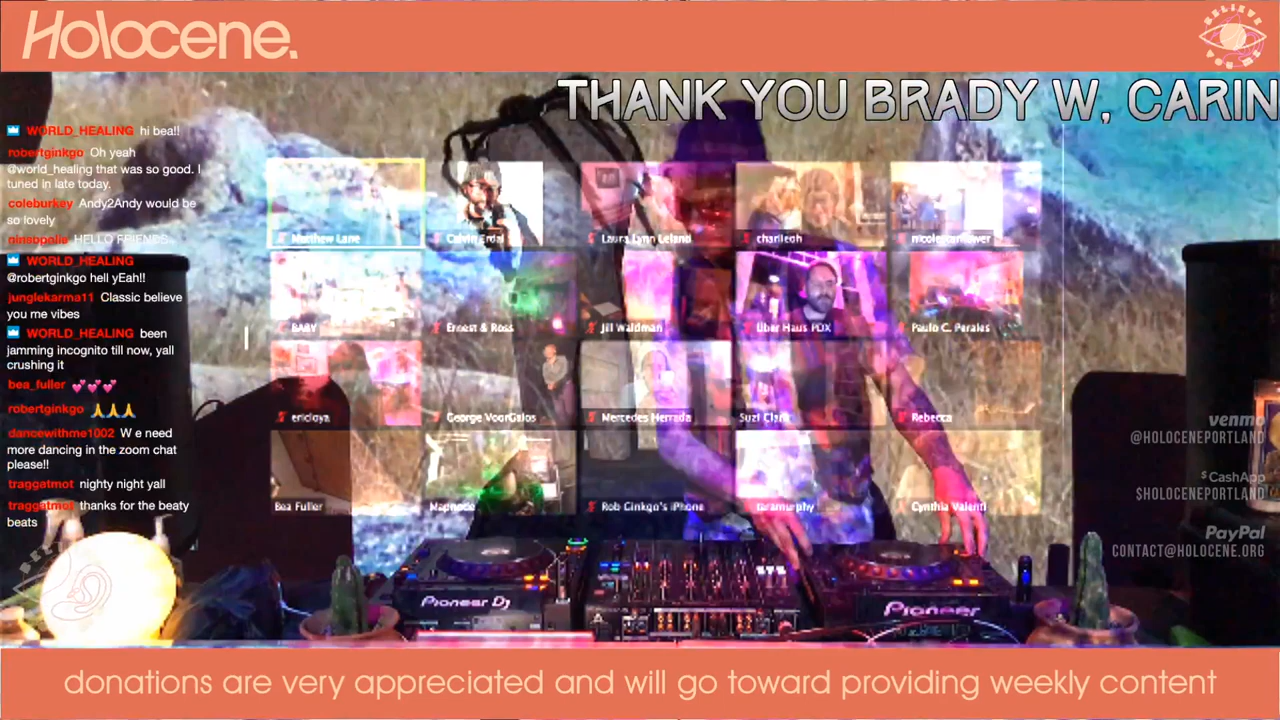 Holocene.
BELIEVE
THANK YOU BRADY W, CARIN
WORLD_HEALING hi bea!!
robertginkgo Oh yeah
@world_healing that was so good. I
tuned in late today.
coleburkey Andy2Andy would be
so lovely
HELLO FRIENDS
WORLD_HEALING
@robertginkgo hell yEah!!
junglekarma11 Classic believe
you me vibes
WORLD_HEALING been
jamming incognito till now, yall
crushing it
bea_fuller 💕💕💕
robertginkgo 🙏🙏🙏
dancewithme1002 W e need
more dancing in the zoom chat
please!!
traggatmot nighty night yall
traggatmot thanks for the beaty
beats
Matthew Lane
Calvin Erdal
Laura Lynn Leland
charlieoh
BABY
Ernest & Ross
Jill Waldman
Uber Haus PDX
Paulo C. Perales
ericloya
George VoorGalos
Mercedes Herrada
Suzi Clark
Rebecca
Bea Fuller
Rob Ginkgo's iPhone
Cynthia Valenti
venmo
@HOLOCENEPORTLAND
$CashApp
$HOLOCENEPORTLAND
PayPal
CONTACT@HOLOCENE.ORG
Pioneer Dj
Pioneer
donations are very appreciated and will go toward providing weekly content